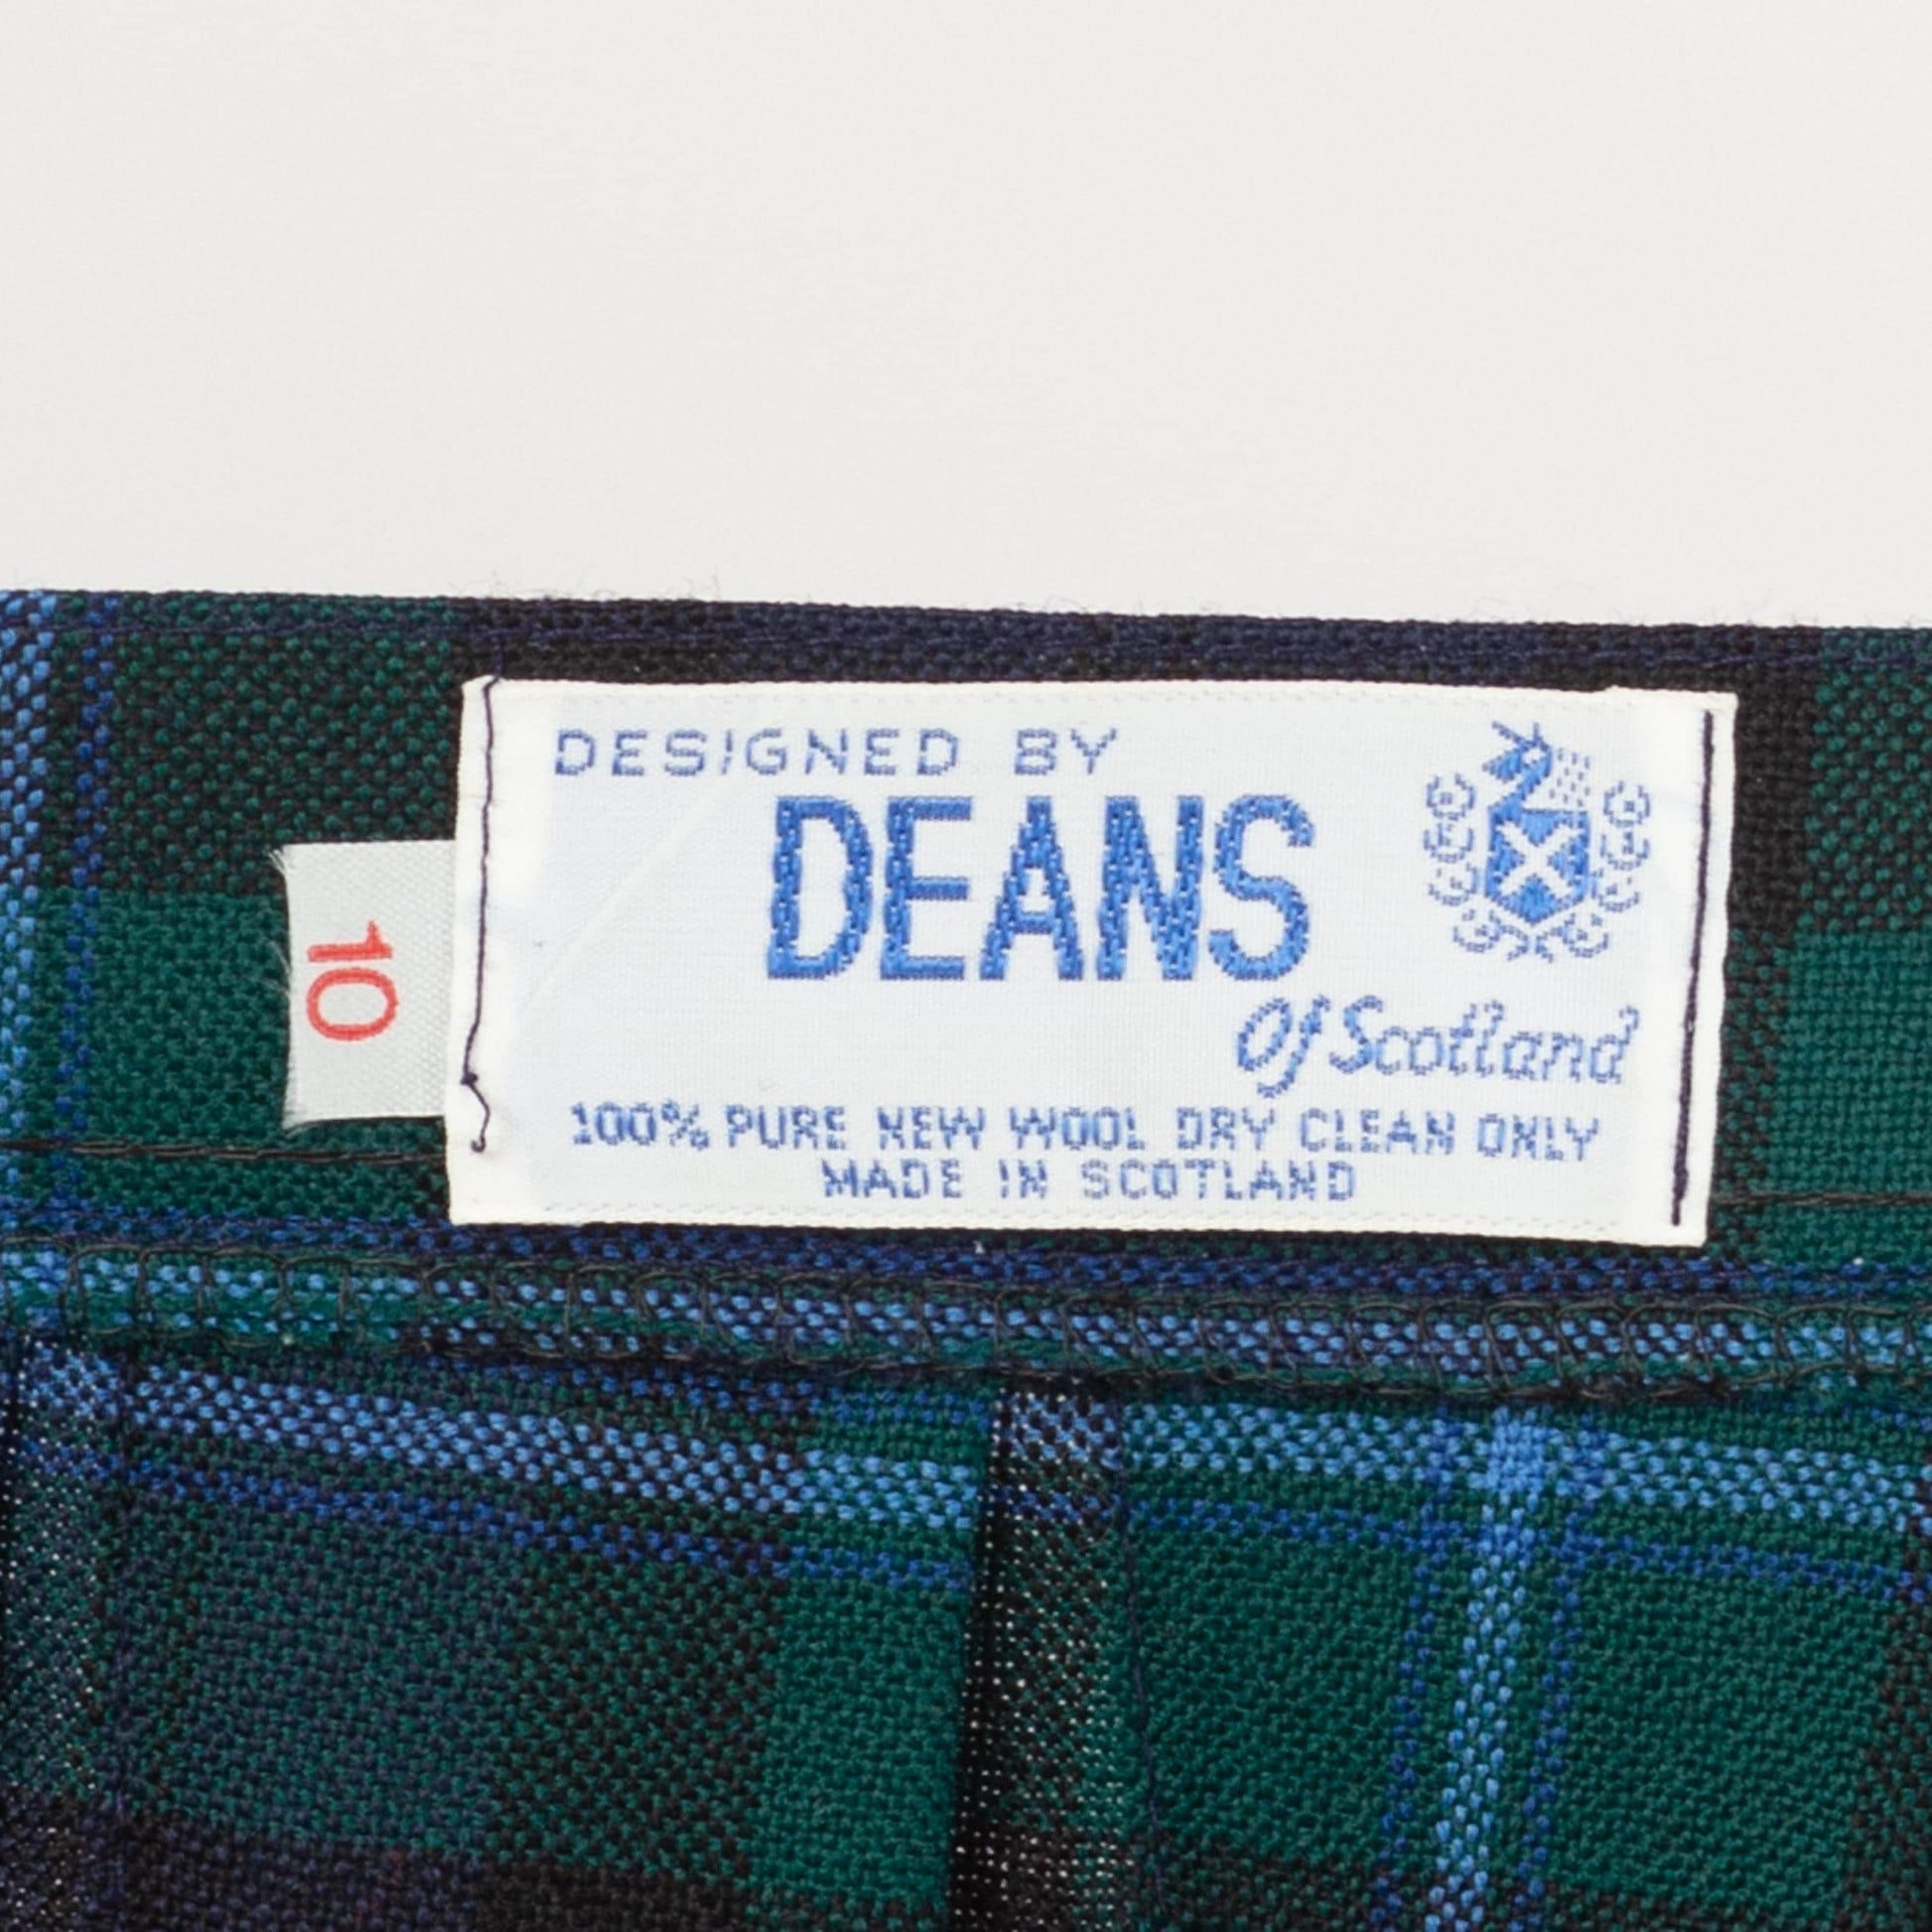 DESIGNED BY
DEANS
Of Scotland
100% PURE NEW WOOL DRY CLEAN ONLY
MADE IN SCOTLAND
10